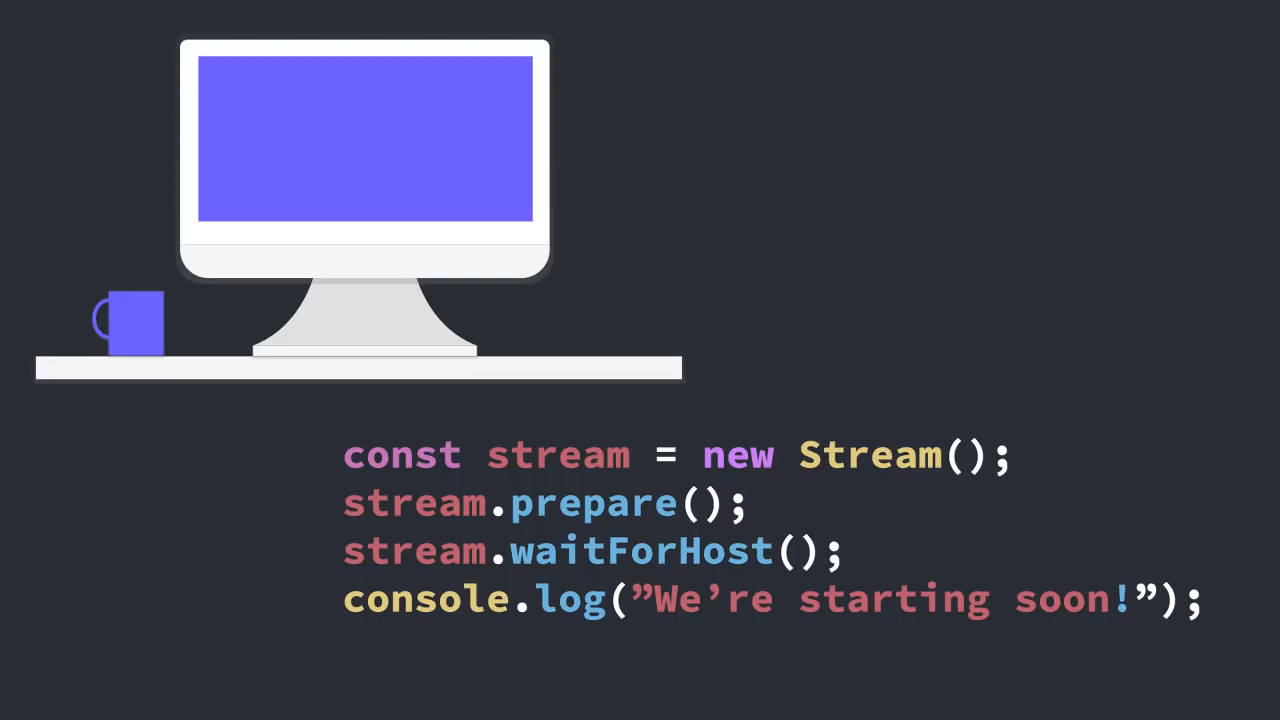 const stream = new Stream();
stream.prepare();
stream.waitForHost();
console.log(”We’re starting soon!”);